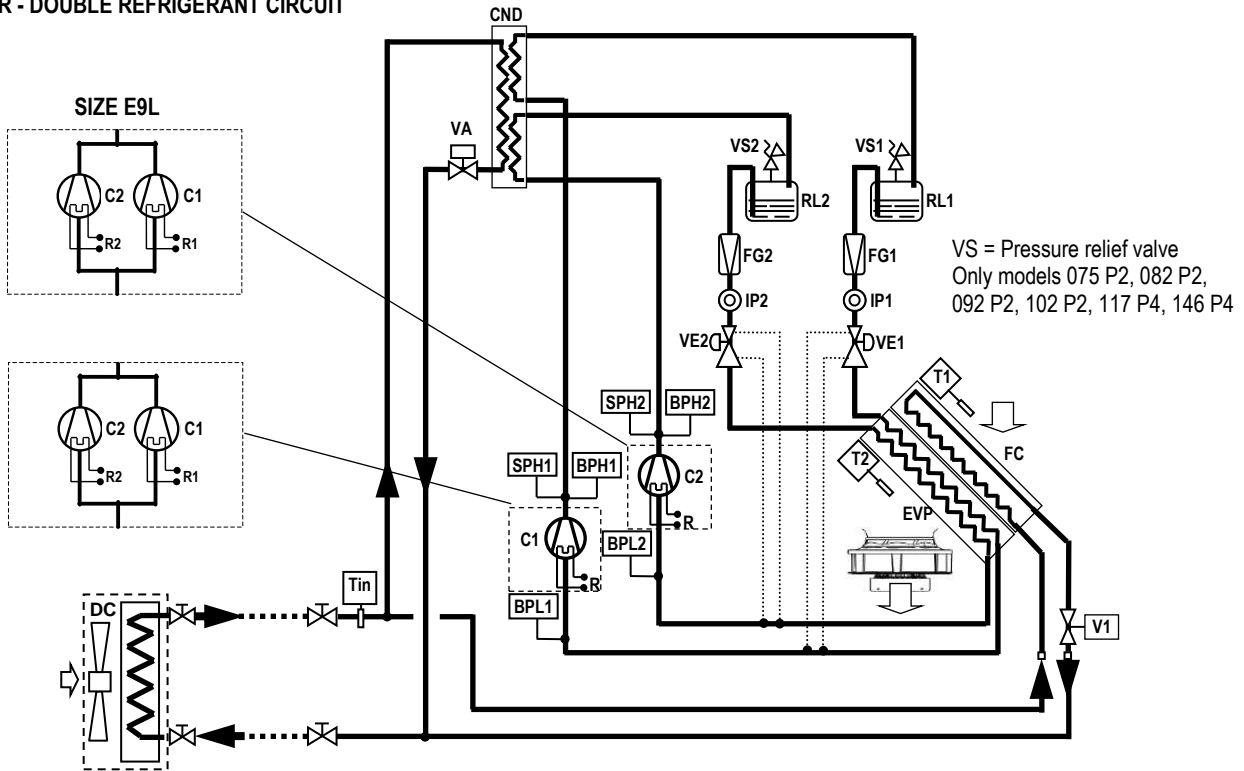 R - DOUBLE REFRIGERANT CIRCUIT
CND
SIZE E9L
VA
C2
C1
R2
R1
VS2
VS1
RL2
RL1
FG2
FG1
VS = Pressure relief valve
Only models 075 P2, 082 P2,
092 P2, 102 P2, 117 P4, 146 P4
IP2
IP1
VE2
VE1
T1
SPH2
BPH2
FC
C2
C1
R2
R1
T2
SPH1
BPH1
C2
EVP
R
C1
BPL2
R
Tin
BPL1
DC
V1